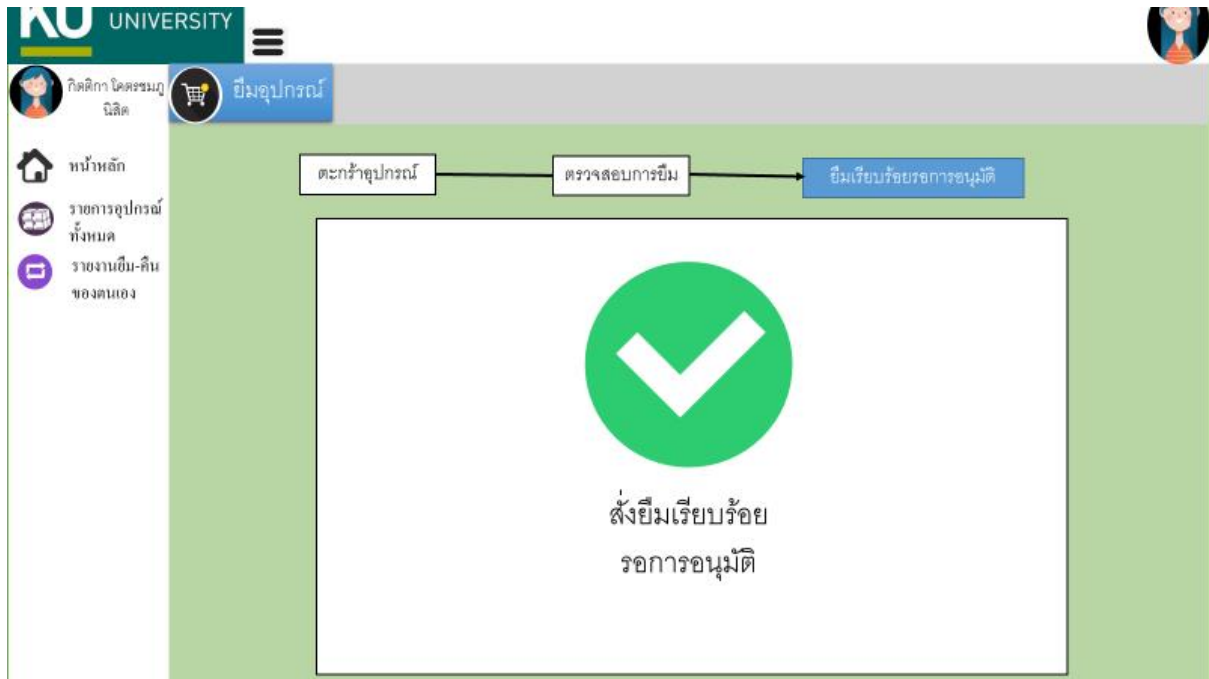 KU UNIVERSITY
กิตติกา โคตรชมภู
นิสิต
ยืมอุปกรณ์
หน้าหลัก
รายการอุปกรณ์
ทั้งหมด
รายงานยืม-คืน
ของตนเอง
ตะกร้าอุปกรณ์
ตรวจสอบการยืม
ยืมเรียบร้อยรอการอนุมัติ
สั่งยืมเรียบร้อย
รอการอนุมัติ